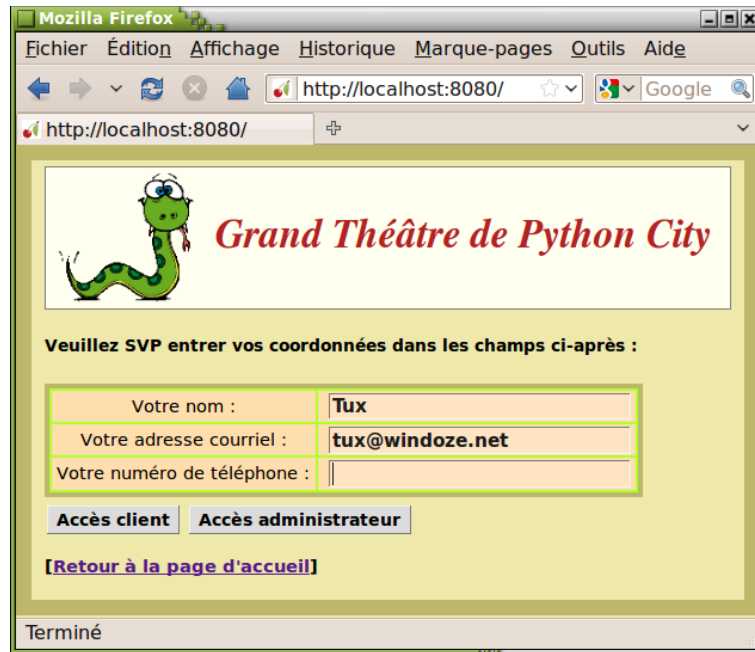 Mozilla Firefox
Fichier Édition Affichage Historique Marque-pages Outils Aide
http://localhost:8080/ Google
http://localhost:8080/
Grand Théâtre de Python City
Veuillez SVP entrer vos coordonnées dans les champs ci-après :
Votre nom : Tux
Votre adresse courriel : tux@windoze.net
Votre numéro de téléphone :
Accès client Accès administrateur
[Retour à la page d'accueil]
Terminé